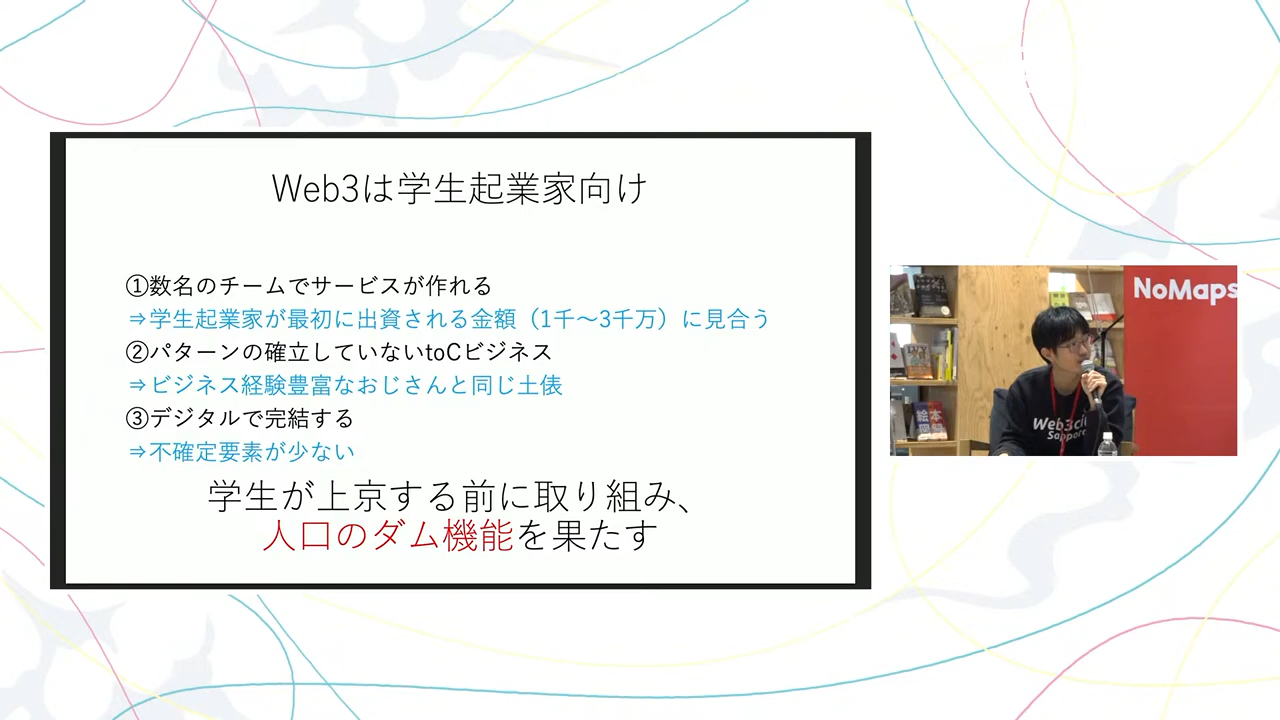 Web3は学生起業家向け
①数名のチームでサービスが作れる
⇒学生起業家が最初に出資される金額（1千〜3千万）に見合う
②パターンの確立していないtoCビジネス
⇒ビジネス経験豊富なおじさんと同じ土俵
③デジタルで完結する
⇒不確定要素が少ない
学生が上京する前に取り組み、
人口のダム機能を果たす
NoMaps
Web3cit
Sapporo
絵本